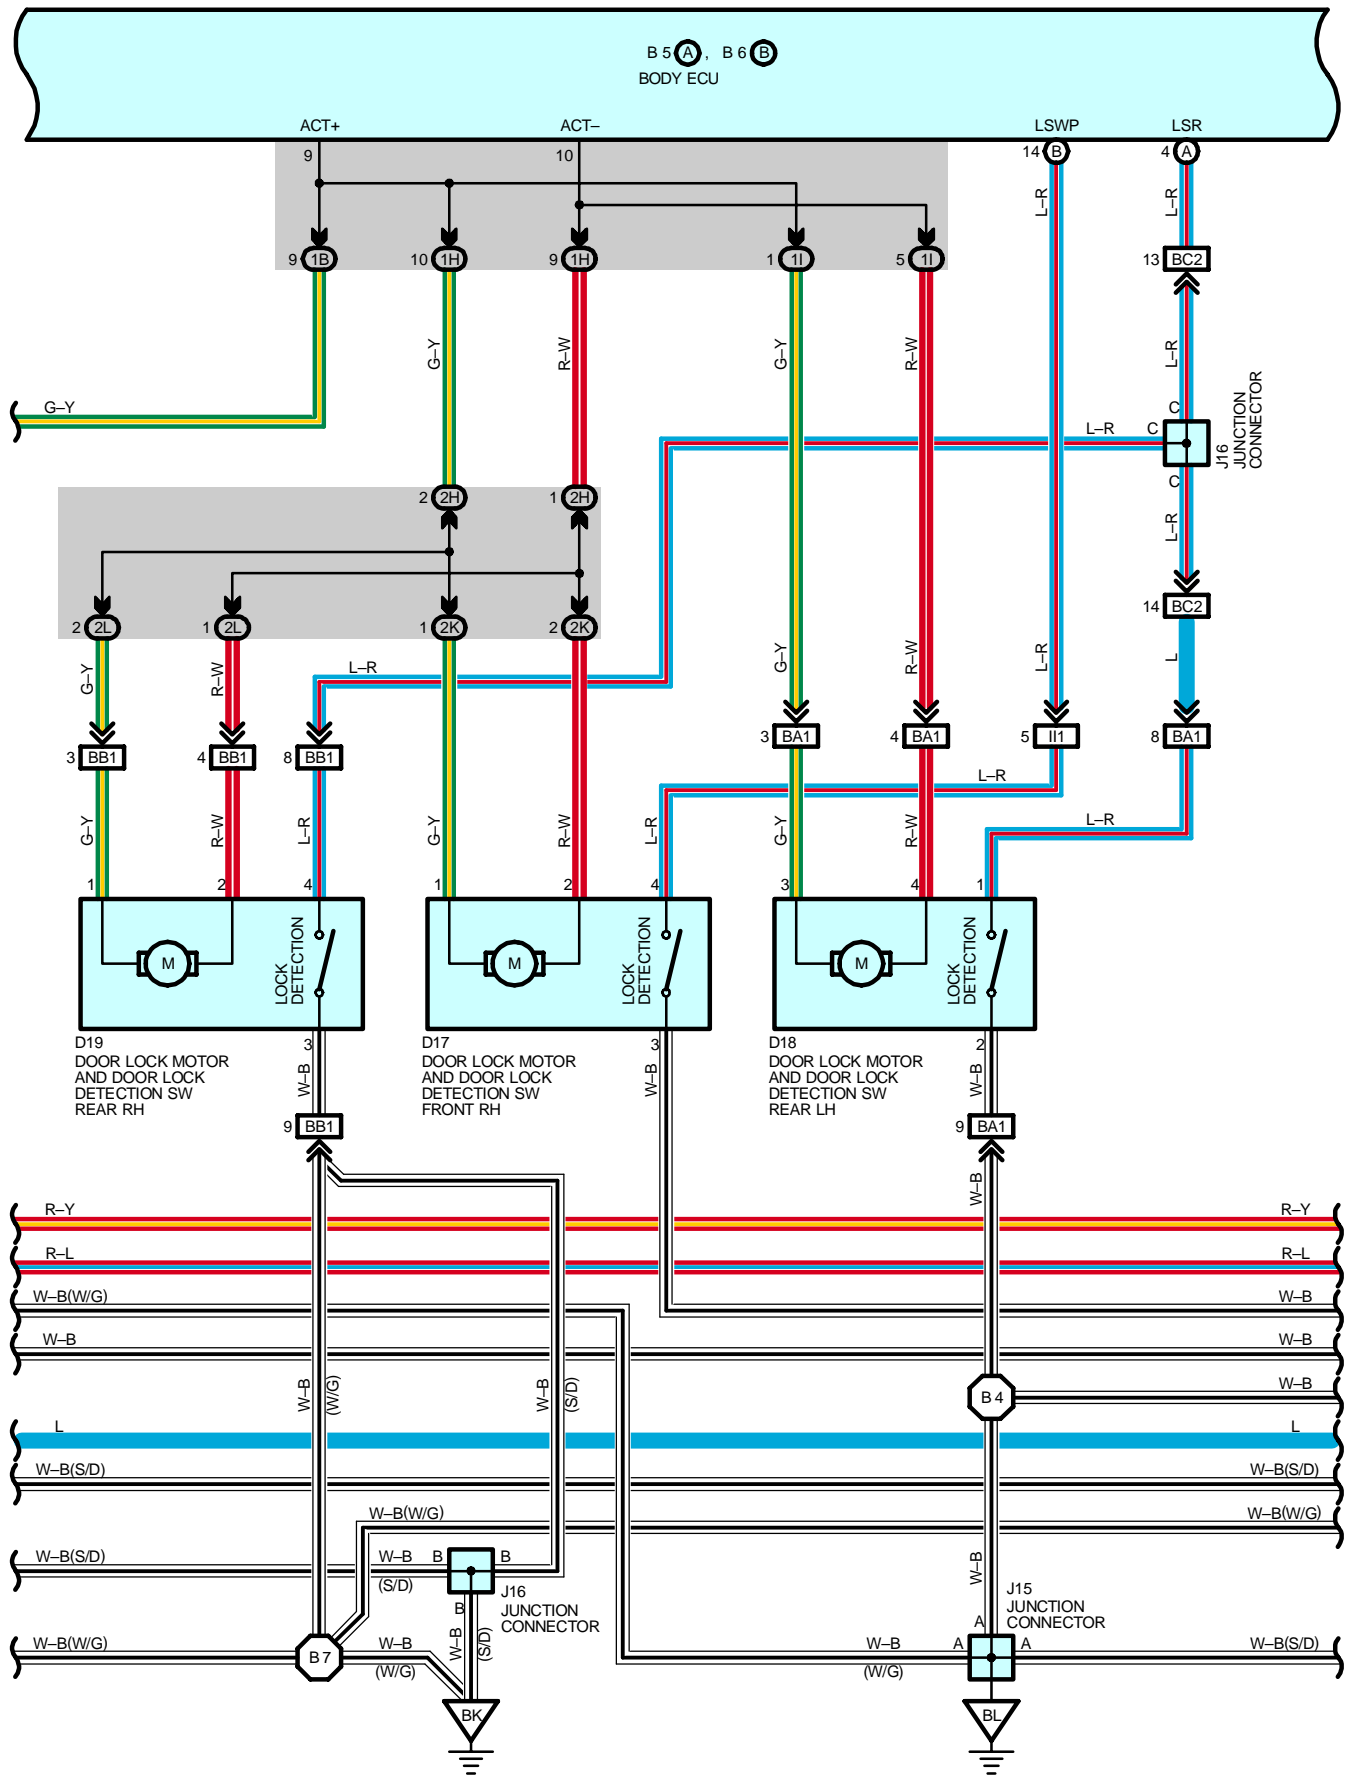 B 5 A , B 6 B
BODY ECU
ACT+ ACT– LSWP LSR
9 10 14 B 4 A
L–R L–R
9 1B 10 1H 9 1H 1 1I 5 1I 13 BC2
G–Y R–W G–Y R–W L–R
G–Y
C
L–R C
J16
JUNCTION
CONNECTOR
C
2 2H 1 2H
L–R
14 BC2
2 2L 1 2L 1 2K 2 2K
G–Y R–W L–R G–Y R–W L–R L
3 BA1 4 BA1 5 II1 8 BA1
3 BB1 4 BB1 8 BB1
L–R
L–R
G–Y R–W L–R G–Y R–W L–R G–Y R–W
1 2 4 1 2 4 3 4 1
M LOCK DETECTION
M LOCK DETECTION
M LOCK DETECTION
D19
DOOR LOCK MOTOR
AND DOOR LOCK
DETECTION SW
REAR RH
3
W–B
D17
DOOR LOCK MOTOR
AND DOOR LOCK
DETECTION SW
FRONT RH
3
W–B
D18
DOOR LOCK MOTOR
AND DOOR LOCK
DETECTION SW
REAR LH
2
W–B
9 BB1 9 BA1
W–B
R–Y R–Y
R–L R–L
W–B(W/G) W–B
W–B W–B
W–B (W/G) W–B (S/D) B 4 W–B
L L
W–B(S/D) W–B(S/D)
W–B(W/G) W–B(W/G)
W–B(S/D) W–B B B
(S/D)
W–B
J16
JUNCTION
CONNECTOR
B
W–B (S/D)
J15
JUNCTION
CONNECTOR
A
W–B(W/G) B 7 W–B W–B A A W–B(S/D)
(W/G) (W/G)
BK BL